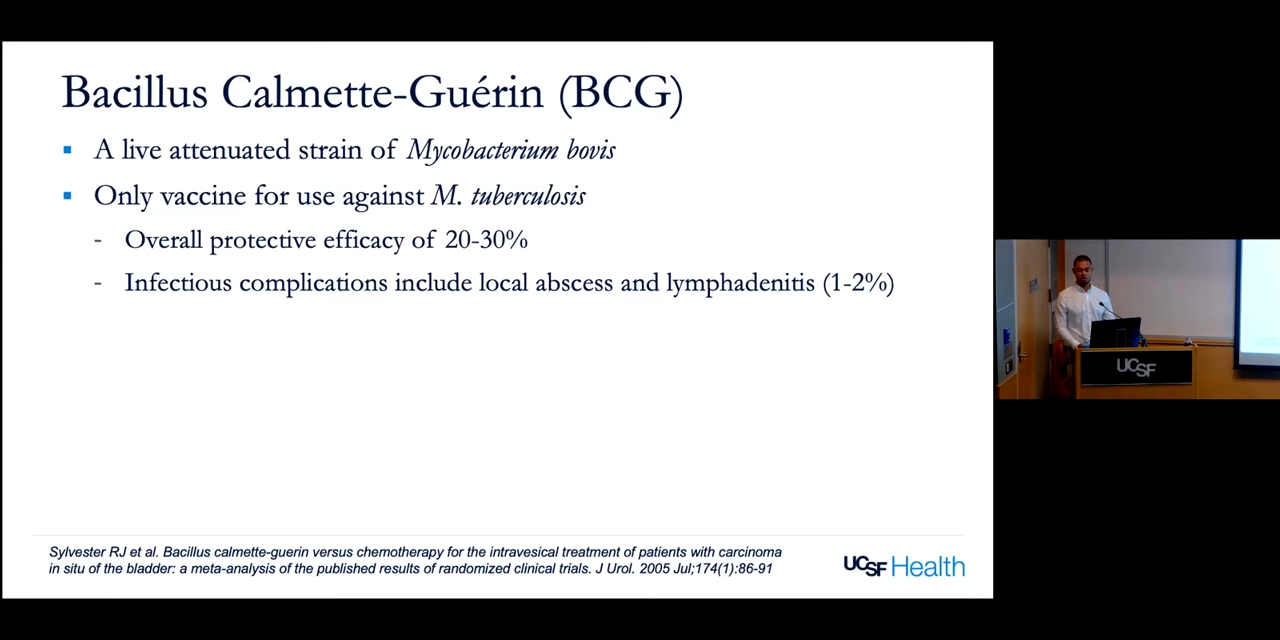 Bacillus Calmette-Guérin (BCG)
▪ A live attenuated strain of Mycobacterium bovis
▪ Only vaccine for use against M. tuberculosis
- Overall protective efficacy of 20-30%
- Infectious complications include local abscess and lymphadenitis (1-2%)
Sylvester RJ et al. Bacillus calmette-guerin versus chemotherapy for the intravesical treatment of patients with carcinoma
in situ of the bladder: a meta-analysis of the published results of randomized clinical trials. J Urol. 2005 Jul;174(1):86-91
UCSF Health
UCSF